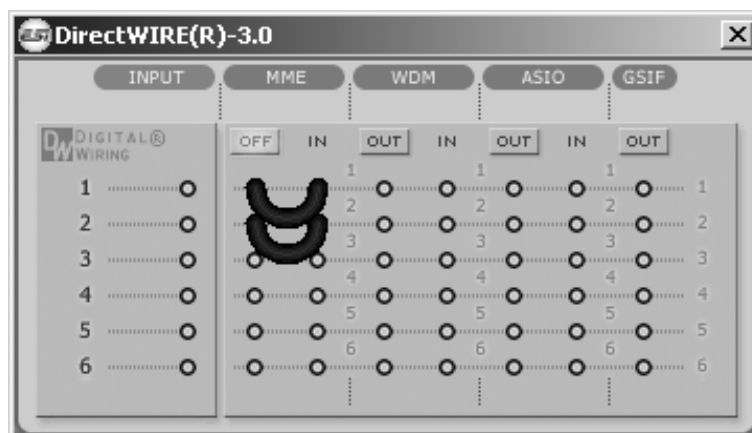 DirectWIRE(R)-3.0
INPUT MME WDM ASIO GSIF
DIGITAL®
WIRING
DW
OFF IN OUT IN OUT IN OUT
1 1 1 1 1
2 2 2 2 2
3 3 3 3 3
4 4 4 4 4
5 5 5 5 5
6 6 6 6 6